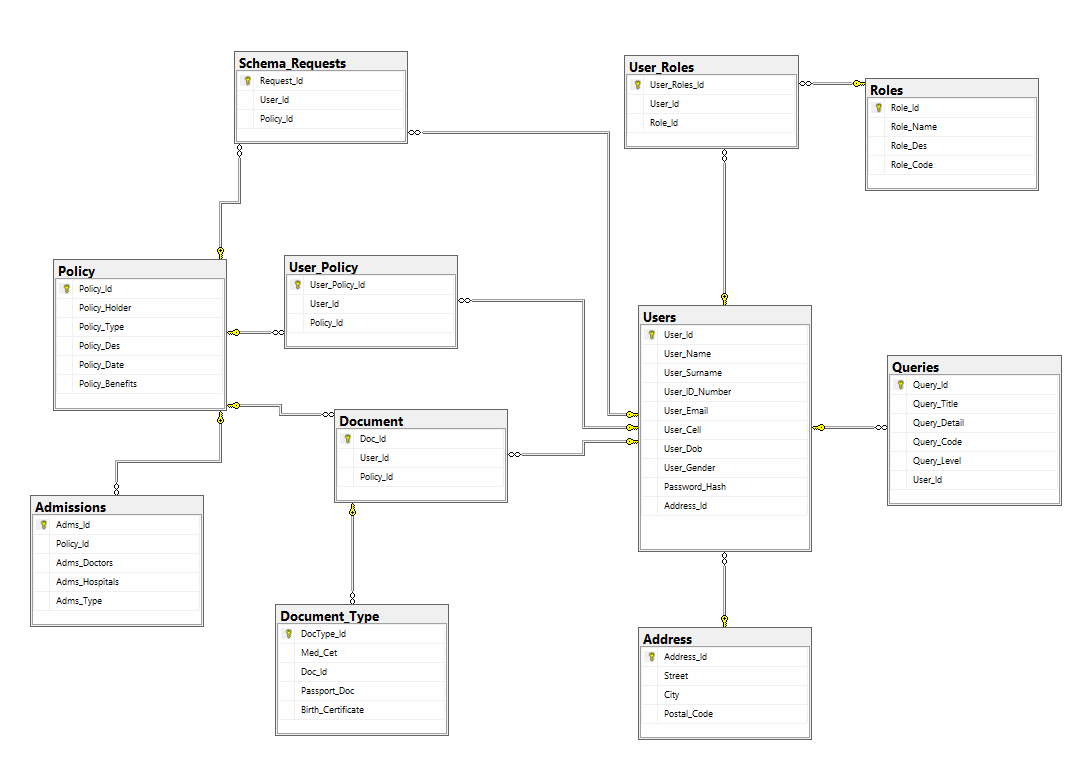 Schema_Requests
Request_Id
User_Id
Policy_Id
User_Roles
User_Roles_Id
User_Id
Role_Id
Roles
Role_Id
Role_Name
Role_Des
Role_Code
Policy
Policy_Id
Policy_Holder
Policy_Type
Policy_Des
Policy_Date
Policy_Benefits
User_Policy
User_Policy_Id
User_Id
Policy_Id
Users
User_Id
User_Name
User_Surname
User_ID_Number
User_Email
User_Cell
User_Dob
User_Gender
Password_Hash
Address_Id
Queries
Query_Id
Query_Title
Query_Detail
Query_Code
Query_Level
User_Id
Document
Doc_Id
User_Id
Policy_Id
Admissions
Adms_Id
Policy_Id
Adms_Doctors
Adms_Hospitals
Adms_Type
Document_Type
DocType_Id
Med_Cet
Doc_Id
Passport_Doc
Birth_Certificate
Address
Address_Id
Street
City
Postal_Code